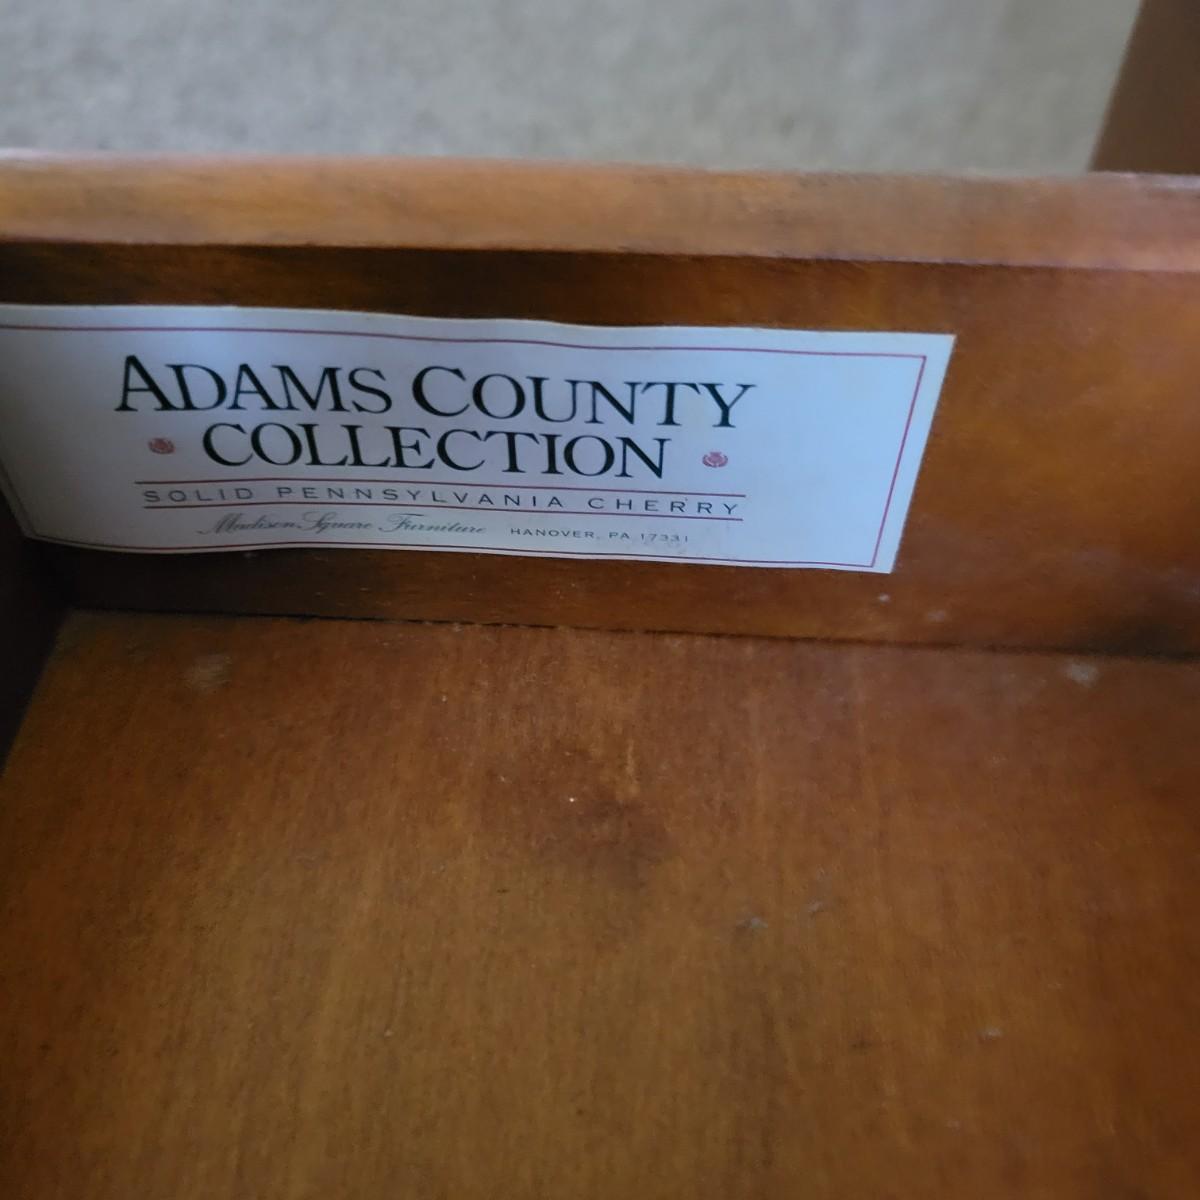 ADAMS COUNTY
COLLECTION
SOLID PENNSYLVANIA CHERRY
Madison Square Furniture HANOVER, PA 17331